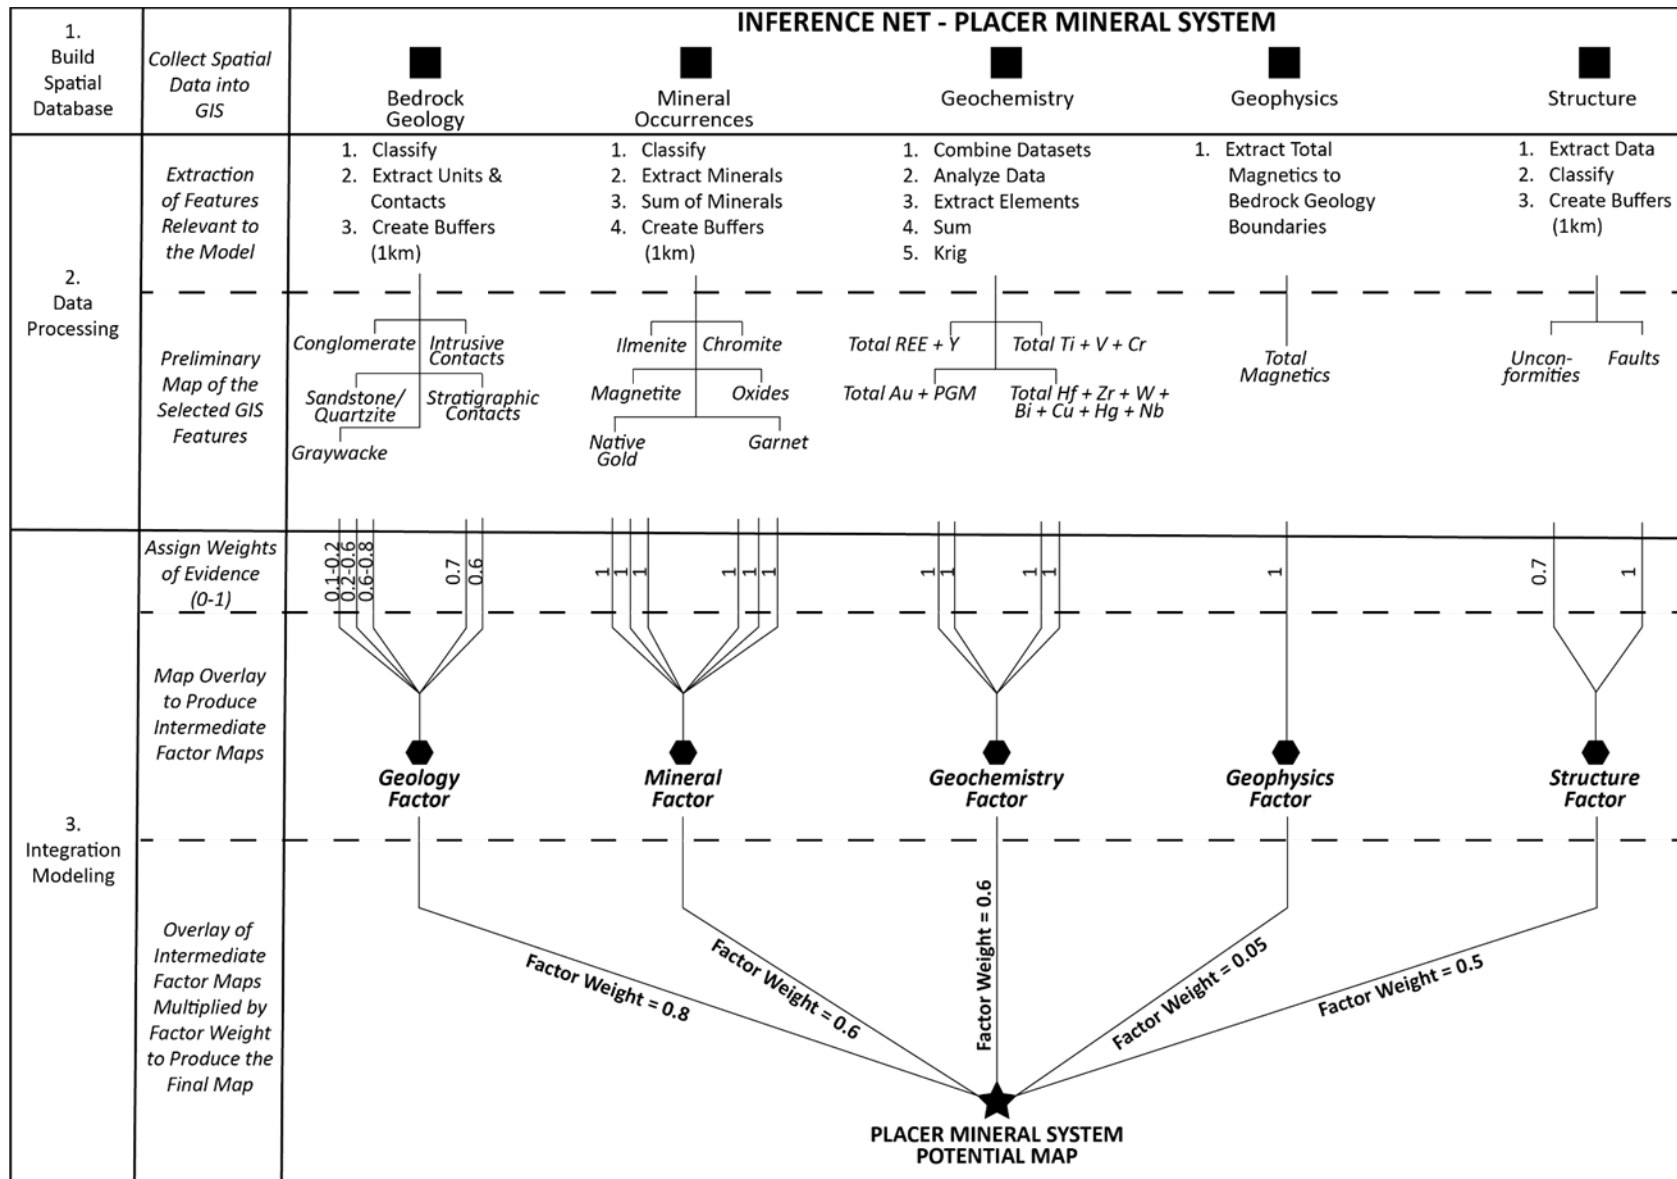 INFERENCE NET - PLACER MINERAL SYSTEM
1.
Build
Spatial
Database
Collect Spatial
Data into
GIS
Bedrock
Geology
Mineral
Occurrences
Geochemistry
Geophysics
Structure
2.
Data
Processing
Extraction
of Features
Relevant to
the Model
1. Classify
2. Extract Units &
Contacts
3. Create Buffers
(1km)
1. Classify
2. Extract Minerals
3. Sum of Minerals
4. Create Buffers
(1km)
1. Combine Datasets
2. Analyze Data
3. Extract Elements
4. Sum
5. Krig
1. Extract Total
Magnetics to
Bedrock Geology
Boundaries
1. Extract Data
2. Classify
3. Create Buffers
(1km)
Preliminary
Map of the
Selected GIS
Features
Conglomerate
Intrusive
Contacts
Sandstone/
Quartzite
Stratigraphic
Contacts
Graywacke
Ilmenite
Chromite
Magnetite
Oxides
Native
Gold
Garnet
Total REE + Y
Total Ti + V + Cr
Total Au + PGM
Total Hf + Zr + W +
Bi + Cu + Hg + Nb
Total
Magnetics
Uncon-
formities
Faults
3.
Integration
Modeling
Assign Weights
of Evidence
(0-1)
0.1-0.2
0.2-0.6
0.6-0.8
0.7
0.6
1
1
1
1
1
1
1
1
1
1
1
0.7
1
Map Overlay
to Produce
Intermediate
Factor Maps
Geology
Factor
Mineral
Factor
Geochemistry
Factor
Geophysics
Factor
Structure
Factor
Overlay of
Intermediate
Factor Maps
Multiplied by
Factor Weight
to Produce the
Final Map
Factor Weight = 0.8
Factor Weight = 0.6
Factor Weight = 0.6
Factor Weight = 0.05
Factor Weight = 0.5
PLACER MINERAL SYSTEM
POTENTIAL MAP